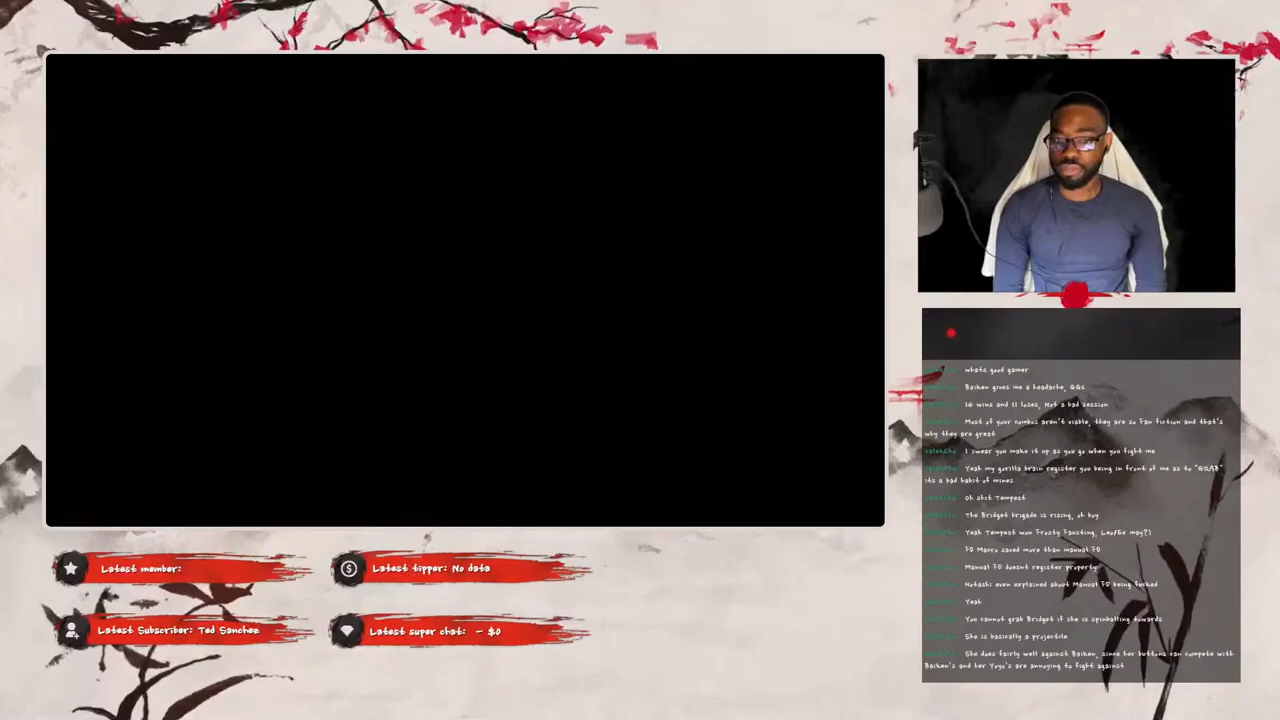 whats good gamer
Baiken gives me a headache, GGs
16 wins and 11 loses, Not a bad session
Most of your combos aren't viable, they are so Fan fiction and that's
why they are great
I swear you make it up as you go when you fight me
Yeah my gorilla brain register you being in front of me as to "GRAB"
its a bad habit of mines
Oh shit Tempest
The Bridget brigade is rising, oh boy
Yeah Tempest won Frosty Fausting, Leo/Ex may?)
FD Macro saved more than manual FD
Manual FD doesnt register property
Hotashi even explained about Manual FD being fucked
Yeah
You cannot grab Bridget if she is spinballing towards
She is basically a projectile
She does fairly well against Baiken, since her buttons can compete with
Baiken's and her Yoyo's are annoying to fight against
Latest member:
Latest tipper: No data
Latest Subscriber: Ted Sanchez
Latest super chat: - $0